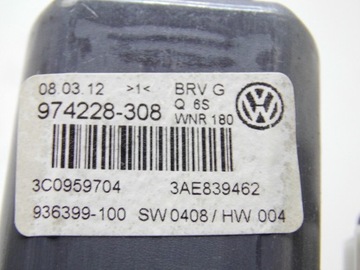 08.03.12 >1< BRV G
974228-308 Q 6S
WNR 180
3C0959704 3AE839462
936399-100 SW 0408 / HW 004